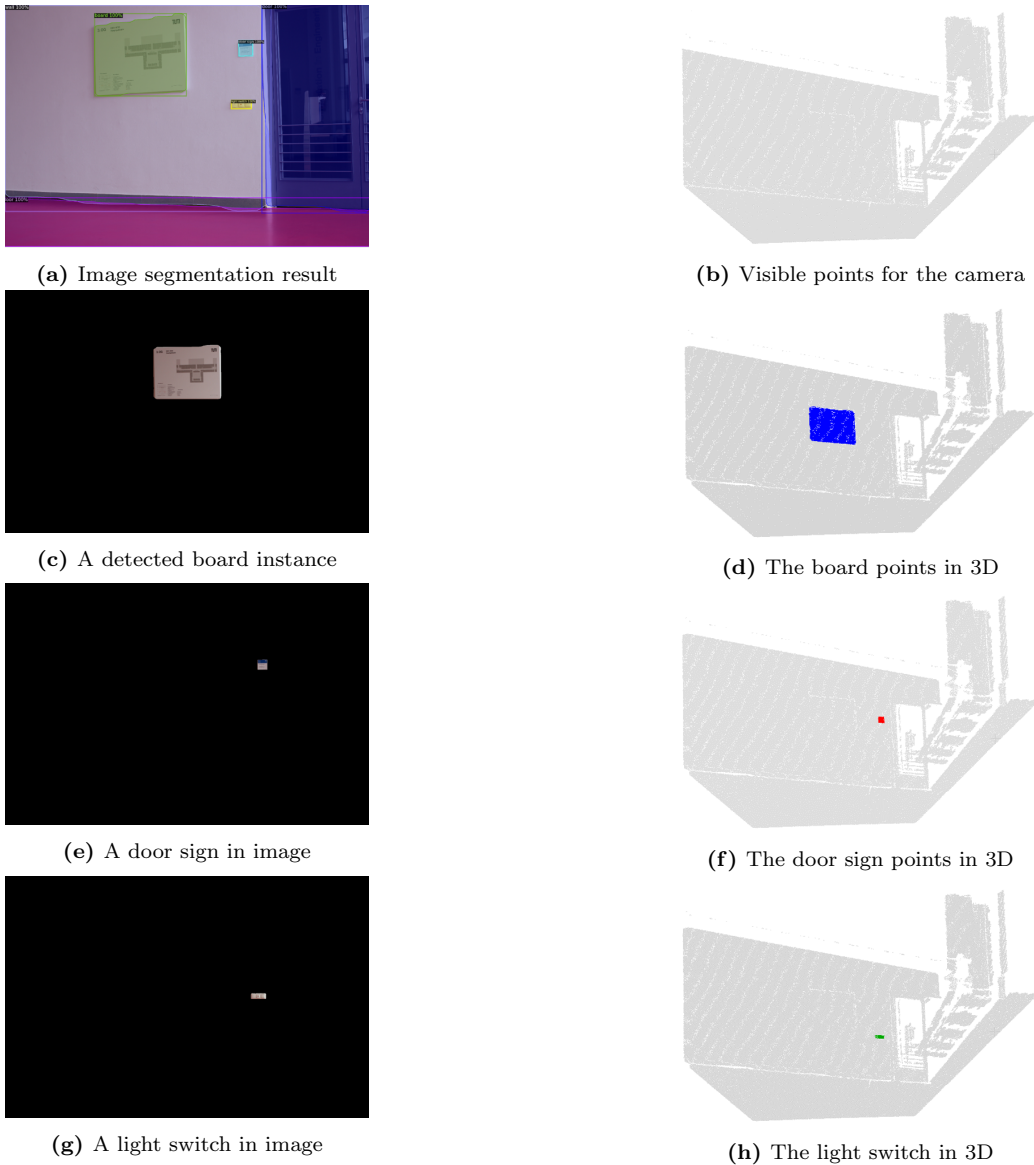 board 100%
(a) Image segmentation result
(b) Visible points for the camera
(c) A detected board instance
(d) The board points in 3D
(e) A door sign in image
(f) The door sign points in 3D
(g) A light switch in image
(h) The light switch in 3D